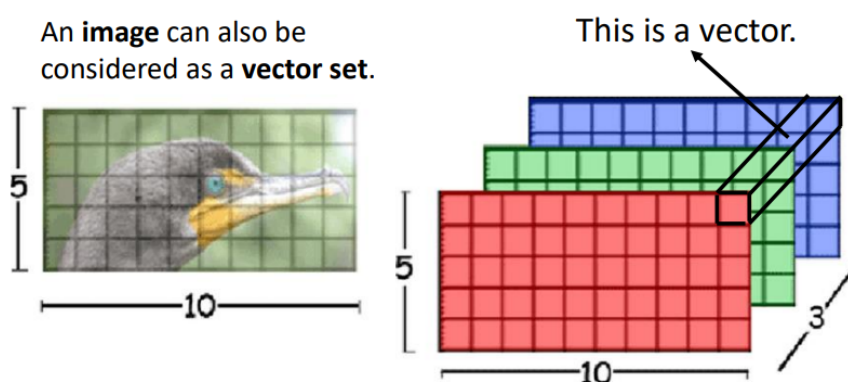 An image can also be
considered as a vector set.
This is a vector.
5
10
5
10
3